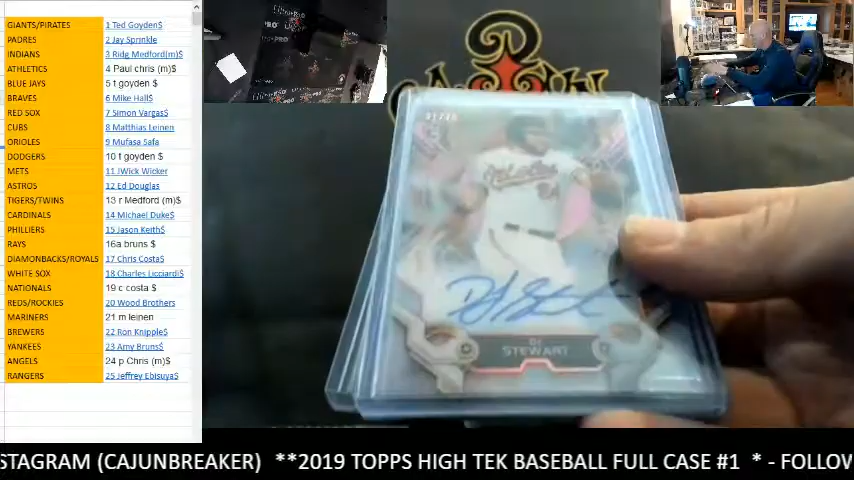 GIANTS/PIRATES 1 Ted Goyden$
PADRES 2 Jay Sprinkle
INDIANS 3 Ridg Medford(m)$
ATHLETICS 4 Paul chris (m)$
BLUE JAYS 5 t goyden $
BRAVES 6 Mike Hall$
RED SOX 7 Simon Vargas$
CUBS 8 Matthias Leinen
ORIOLES 9 Mufasa Safa
DODGERS 10 t goyden $
METS 11 JWick Wicker
ASTROS 12 Ed Douglas
TIGERS/TWINS 13 r Medford (m)$
CARDINALS 14 Michael Duke$
PHILLIERS 15 Jason Keith$
RAYS 16a bruns $
DIAMONBACKS/ROYALS 17 Chris Costa$
WHITE SOX 18 Charles Licciardi$
NATIONALS 19 c costa $
REDS/ROCKIES 20 Wood Brothers
MARINERS 21 m leinen
BREWERS 22 Ron Knipple$
YANKEES 23 Amy Bruns$
ANGELS 24 p Chris (m)$
RANGERS 25 Jeffrey Ebisuya$
Orioles
DJ
STEWART
STAGRAM (CAJUNBREAKER) **2019 TOPPS HIGH TEK BASEBALL FULL CASE #1 * - FOLLOW